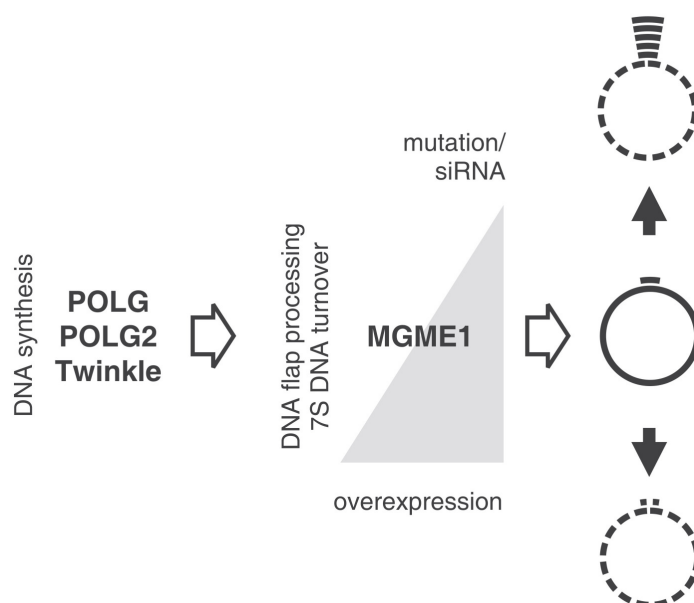 DNA synthesis
POLG
POLG2
Twinkle
DNA flap processing
7S DNA turnover
mutation/
siRNA
MGME1
overexpression